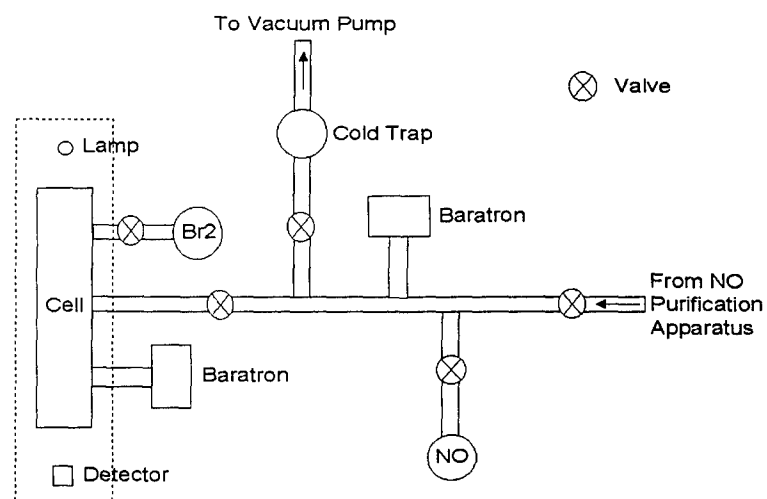 To Vacuum Pump
Valve
Cold Trap
Lamp
Br2
Baratron
Cell
From NO
Purification
Apparatus
Baratron
NO
Detector